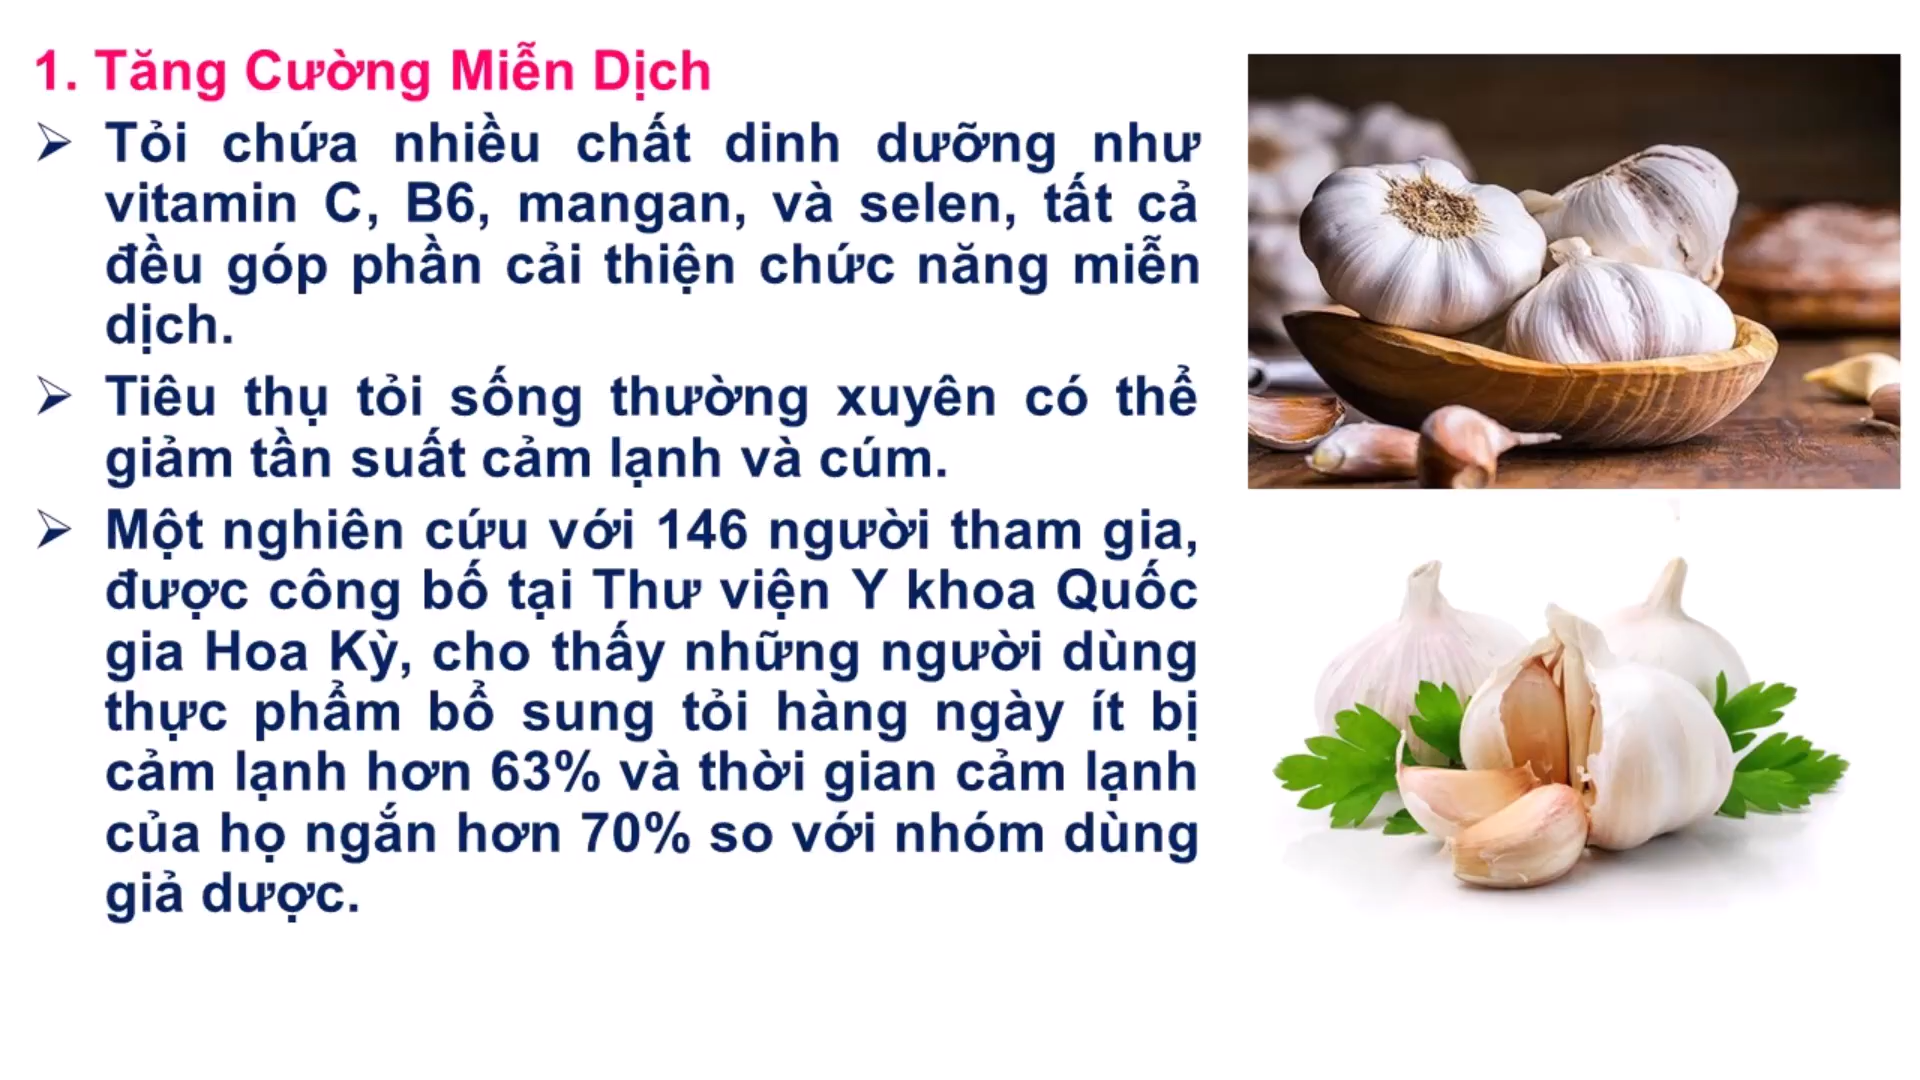 1. Tăng Cường Miễn Dịch
➢ Tỏi chứa nhiều chất dinh dưỡng như
vitamin C, B6, mangan, và selen, tất cả
đều góp phần cải thiện chức năng miễn
dịch.
➢ Tiêu thụ tỏi sống thường xuyên có thể
giảm tần suất cảm lạnh và cúm.
➢ Một nghiên cứu với 146 người tham gia,
được công bố tại Thư viện Y khoa Quốc
gia Hoa Kỳ, cho thấy những người dùng
thực phẩm bổ sung tỏi hàng ngày ít bị
cảm lạnh hơn 63% và thời gian cảm lạnh
của họ ngắn hơn 70% so với nhóm dùng
giả dược.